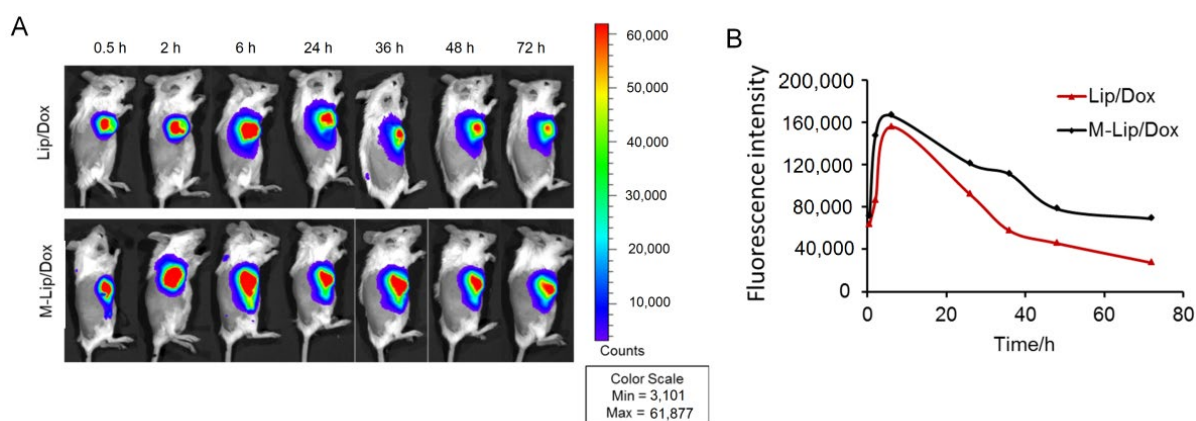 A
0.5 h 2 h 6 h 24 h 36 h 48 h 72 h
Lip/Dox
M-Lip/Dox
60,000
50,000
40,000
30,000
20,000
10,000
Counts
Color Scale
Min = 3,101
Max = 61,877
B
Fluorescence intensity
200,000
160,000
120,000
80,000
40,000
0
0 20 40 60 80
Time/h
Lip/Dox
M-Lip/Dox